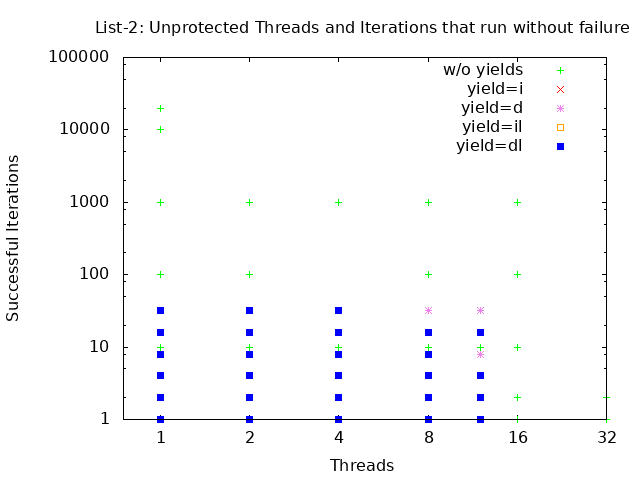 List-2: Unprotected Threads and Iterations that run without failure
100000
10000
1000
100
10
1
Successful Iterations
w/o yields
yield=i
yield=d
yield=il
yield=dl
1 2 4 8 16 32
Threads